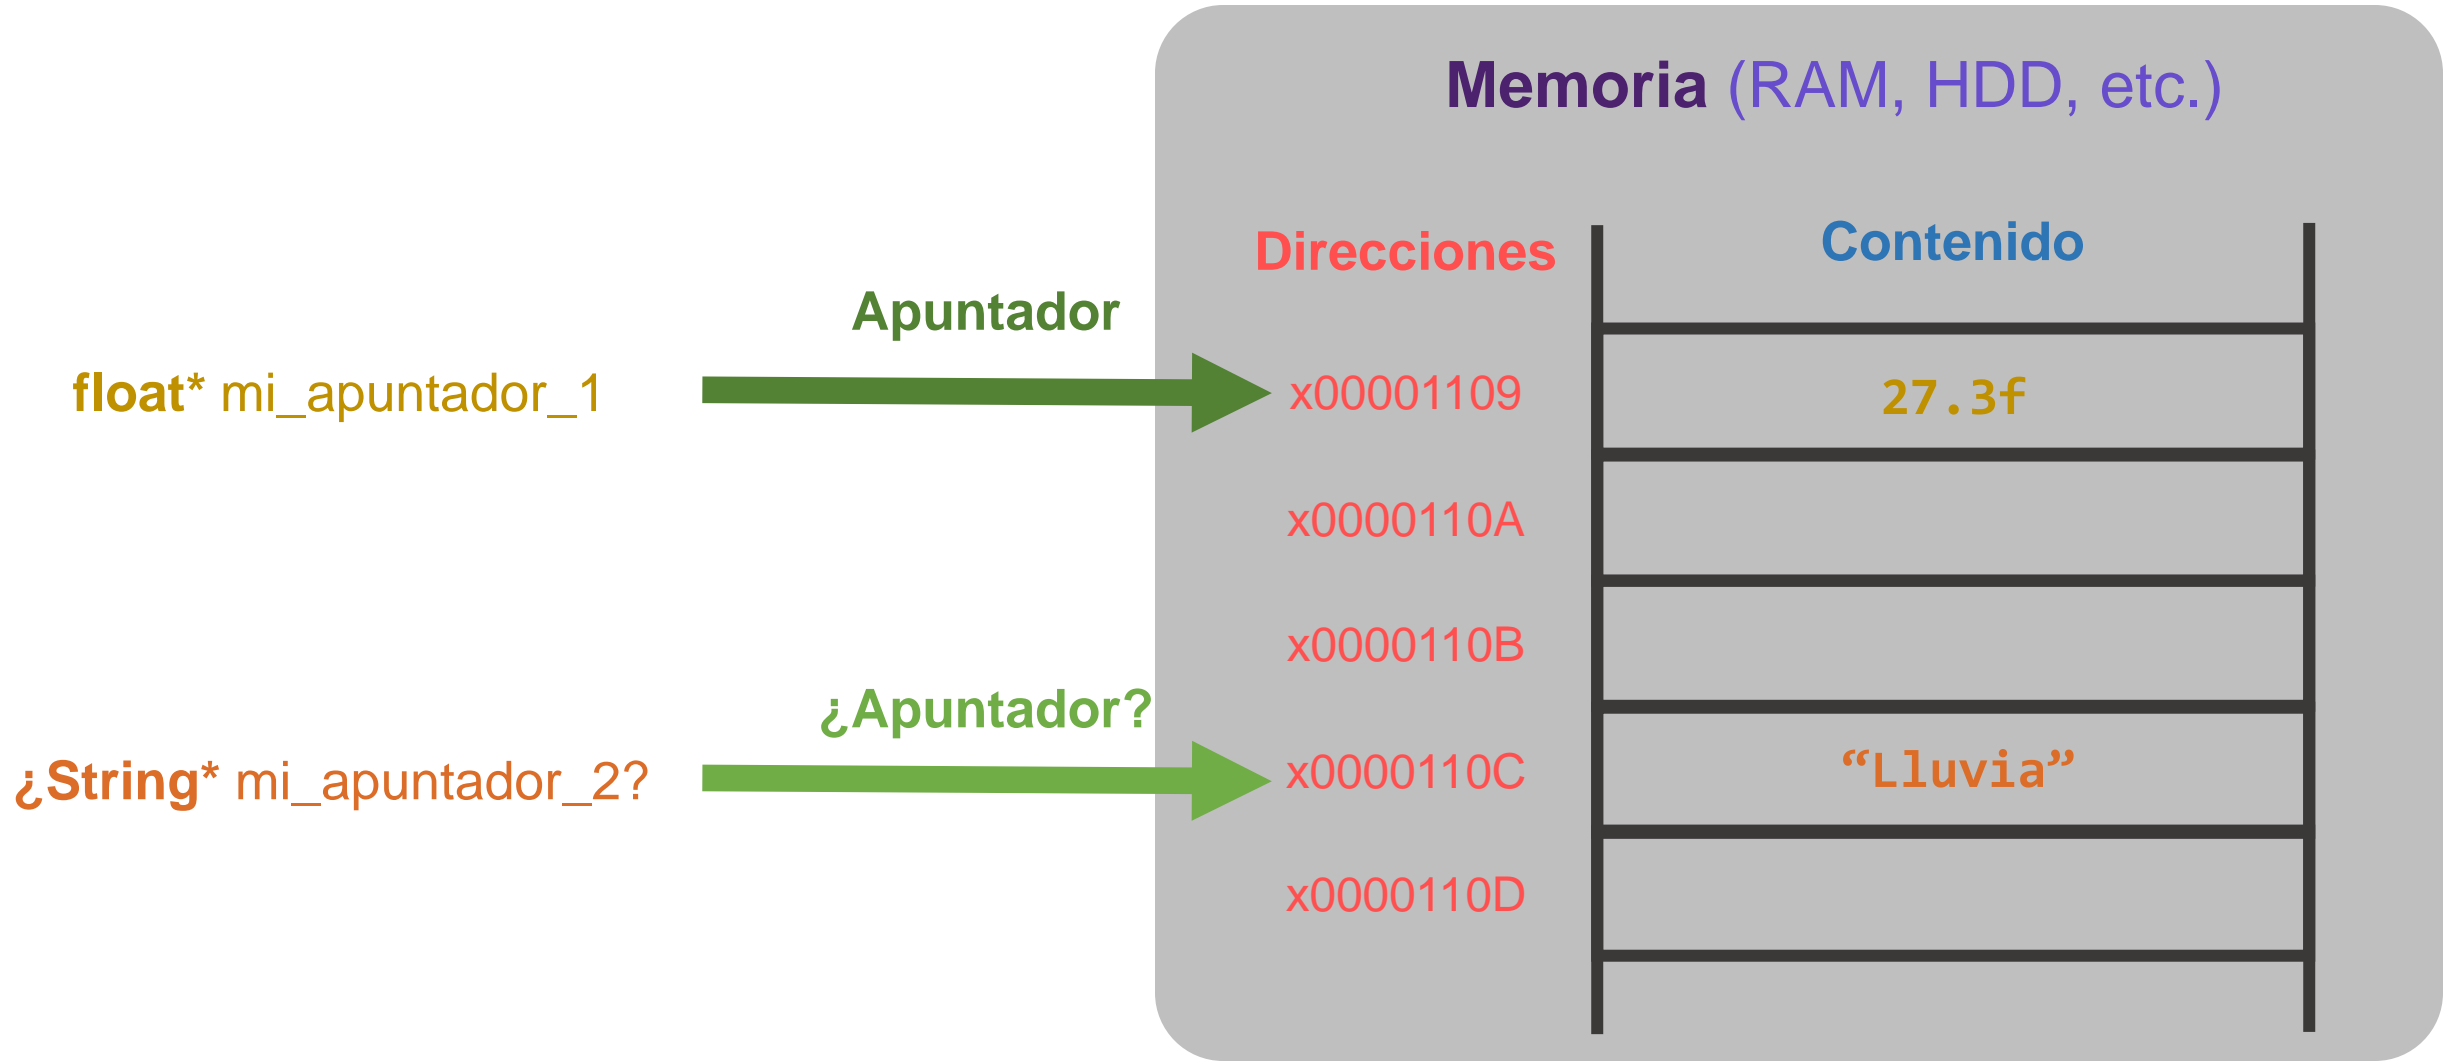 Memoria (RAM, HDD, etc.)
Direcciones Contenido
Apuntador
float* mi_apuntador_1 x00001109 27.3f
x0000110A
x0000110B
¿Apuntador?
¿String* mi_apuntador_2? x0000110C “Lluvia”
x0000110D